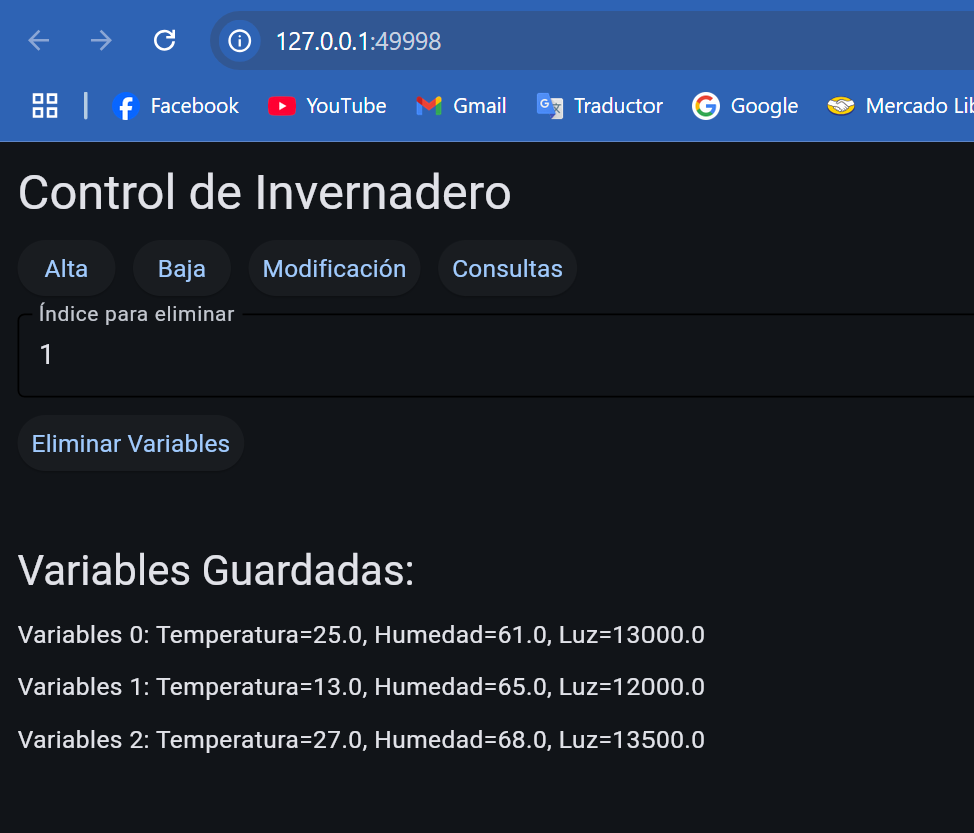 127.0.0.1:49998
Facebook YouTube Gmail Traductor Google Mercado Lib
Control de Invernadero
Alta Baja Modificación Consultas
Índice para eliminar
1
Eliminar Variables
Variables Guardadas:
Variables 0: Temperatura=25.0, Humedad=61.0, Luz=13000.0
Variables 1: Temperatura=13.0, Humedad=65.0, Luz=12000.0
Variables 2: Temperatura=27.0, Humedad=68.0, Luz=13500.0